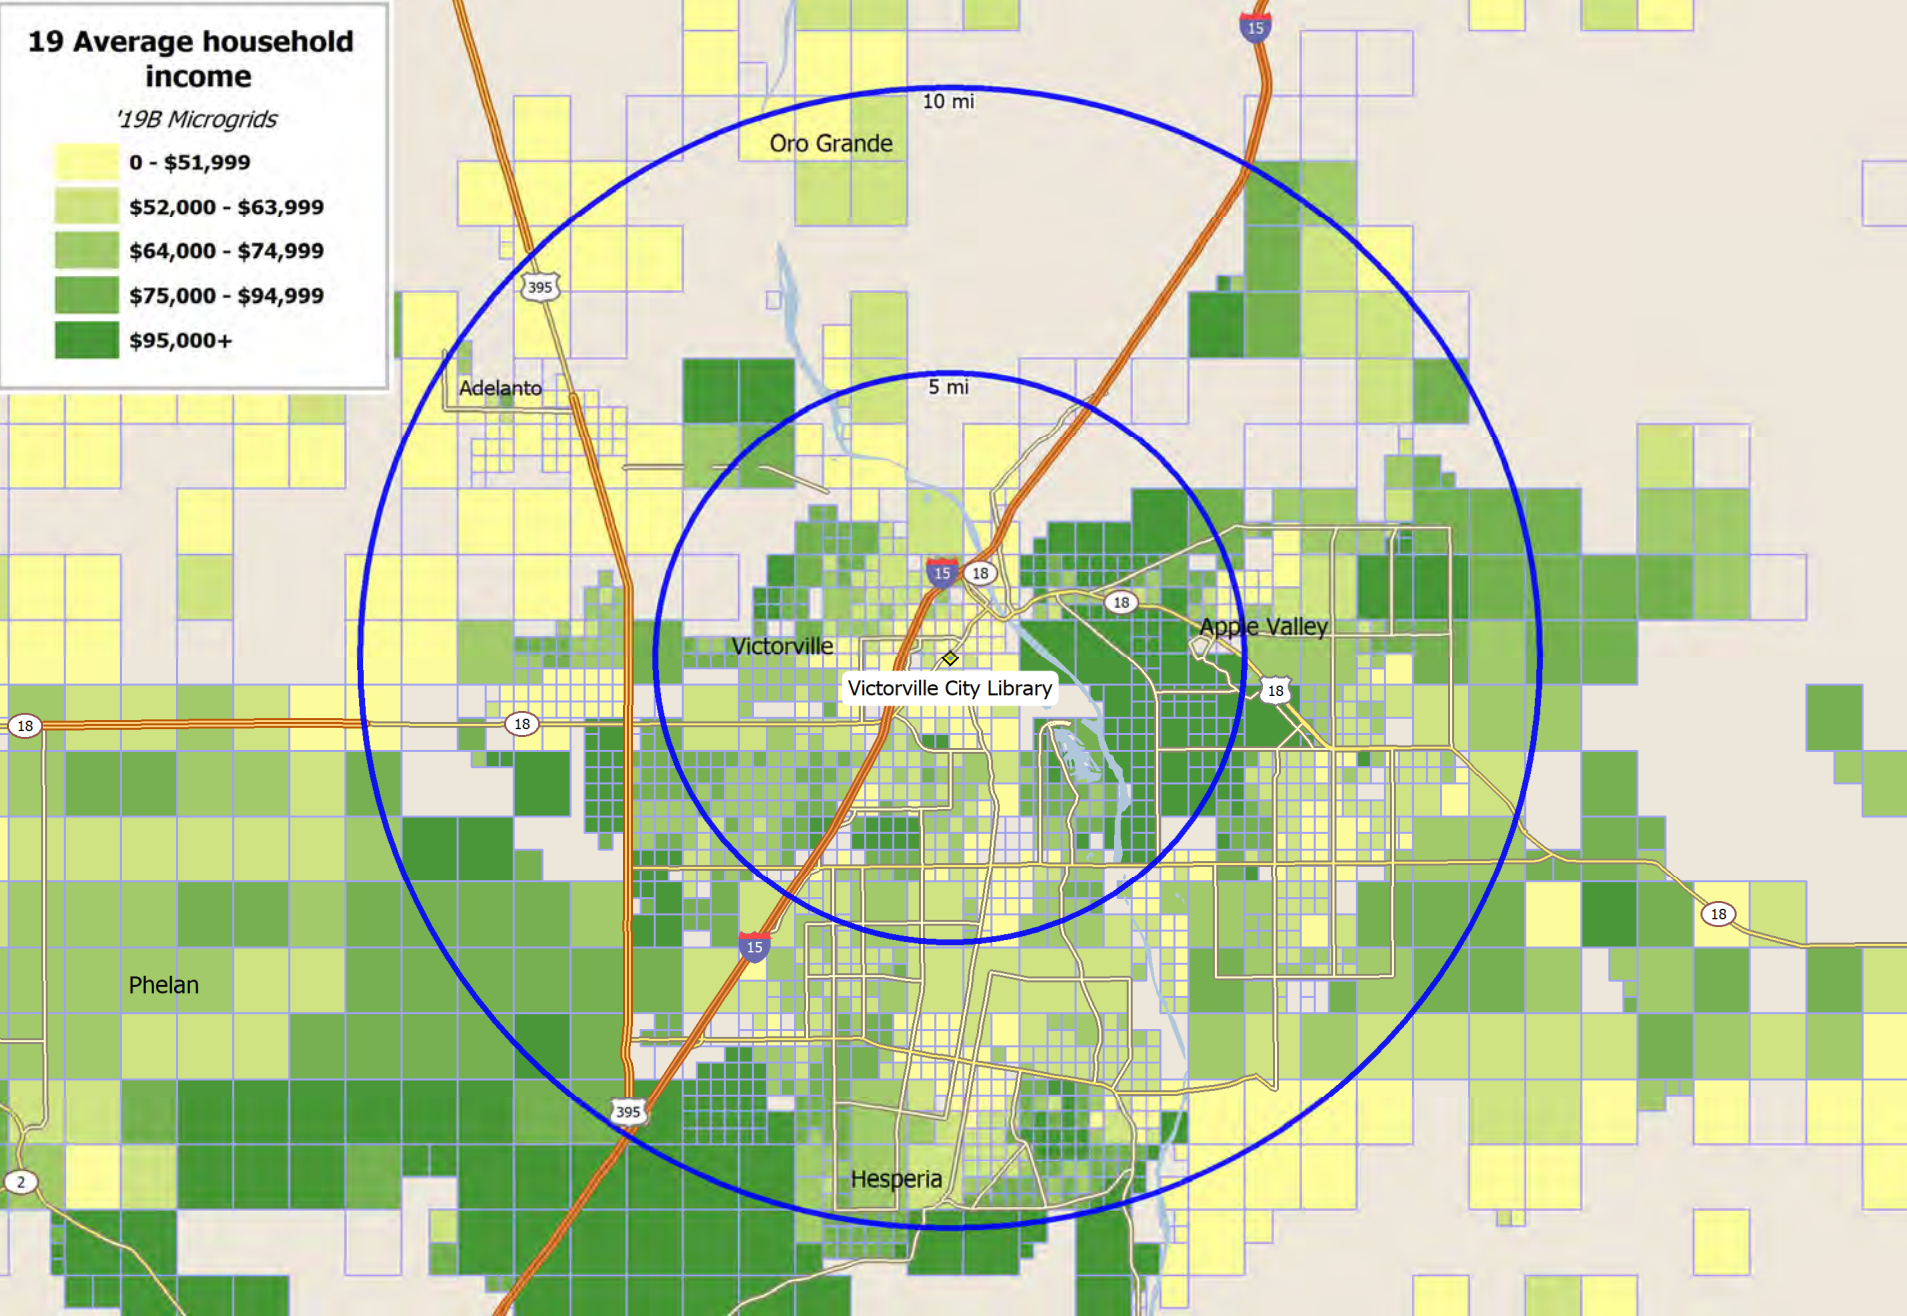 19 Average household
income
'19B Microgrids
0 - $51,999
$52,000 - $63,999
$64,000 - $74,999
$75,000 - $94,999
$95,000+
15
10 mi
Oro Grande
395
5 mi
Adelanto
15
18
18
Apple Valley
Victorville
Victorville City Library
18
18
18
18
15
Phelan
395
2
Hesperia